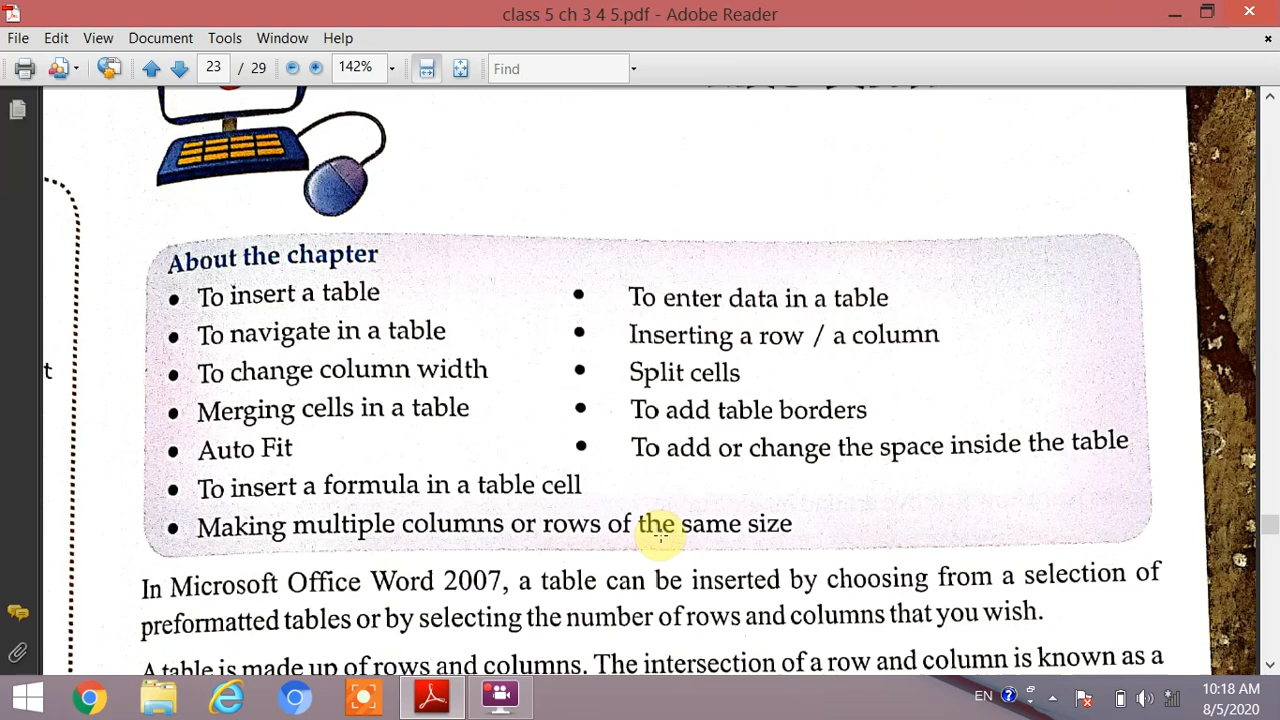 class 5 ch 3 4 5.pdf - Adobe Reader
File Edit View Document Tools Window Help
23 / 29 142% Find
About the chapter
• To insert a table
• To enter data in a table
• To navigate in a table
• Inserting a row / a column
• To change column width
• Split cells
• Merging cells in a table
• To add table borders
• Auto Fit
• To add or change the space inside the table
• To insert a formula in a table cell
• Making multiple columns or rows of the same size
In Microsoft Office Word 2007, a table can be inserted by choosing from a selection of
preformatted tables or by selecting the number of rows and columns that you wish.
A table is made up of rows and columns. The intersection of a row and column is known as a
t
EN 10:18 AM
8/5/2020